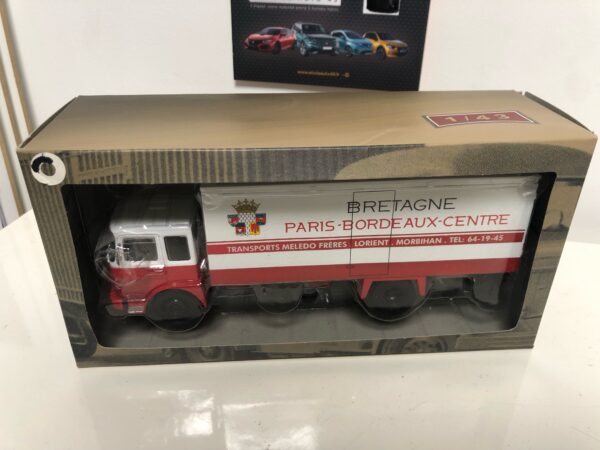 1/43
BRETAGNE
PARIS-BORDEAUX-CENTRE
TRANSPORTS MELEDO FRÈRES . LORIENT . MORBIHAN . TEL: 64-19-45